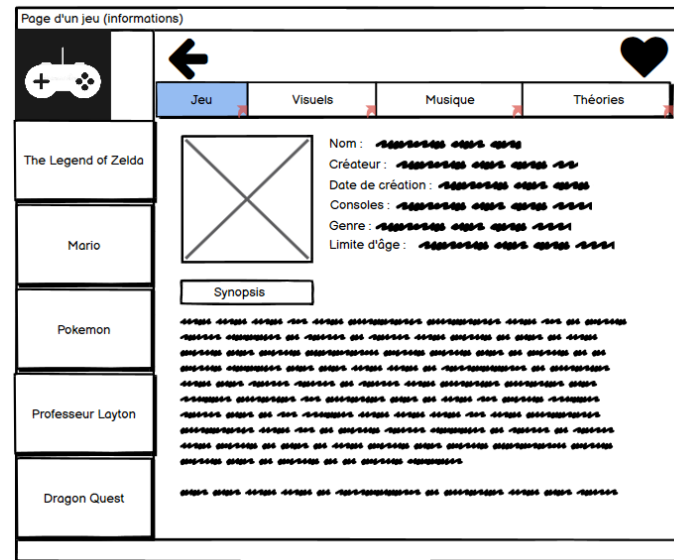 Page d'un jeu (informations)
Jeu
Visuels
Musique
Théories
The Legend of Zelda
Mario
Pokemon
Professeur Layton
Dragon Quest
Nom :
Créateur :
Date de création :
Consoles :
Genre :
Limite d'âge :
Synopsis